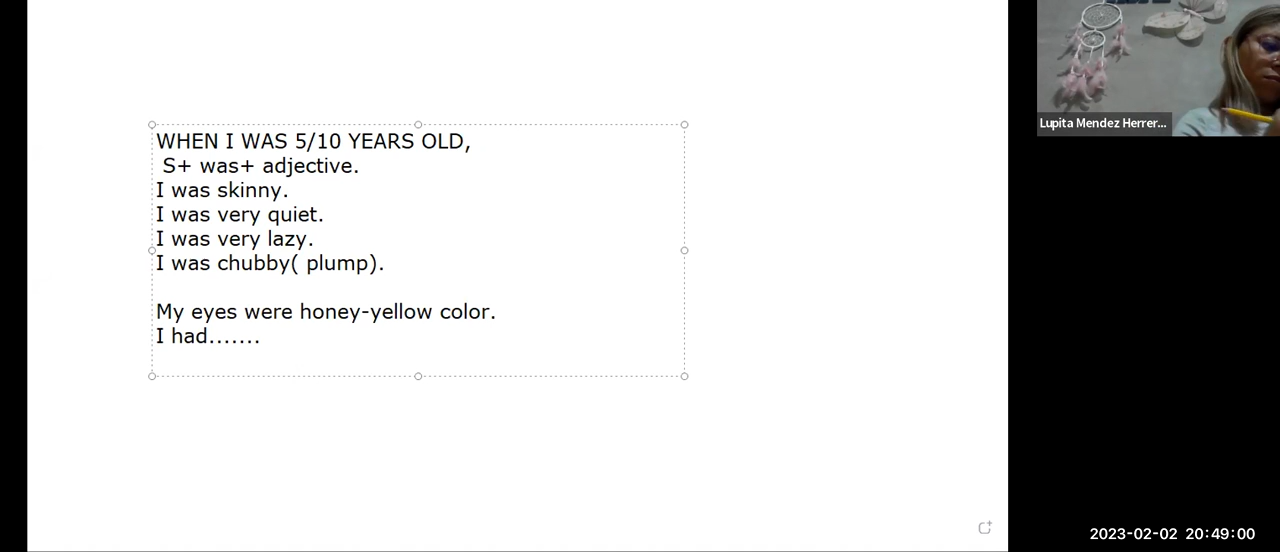 WHEN I WAS 5/10 YEARS OLD,
S+ was+ adjective.
I was skinny.
I was very quiet.
I was very lazy.
I was chubby( plump).
My eyes were honey-yellow color.
I had.......
Lupita Mendez Herrer...
2023-02-02 20:49:00